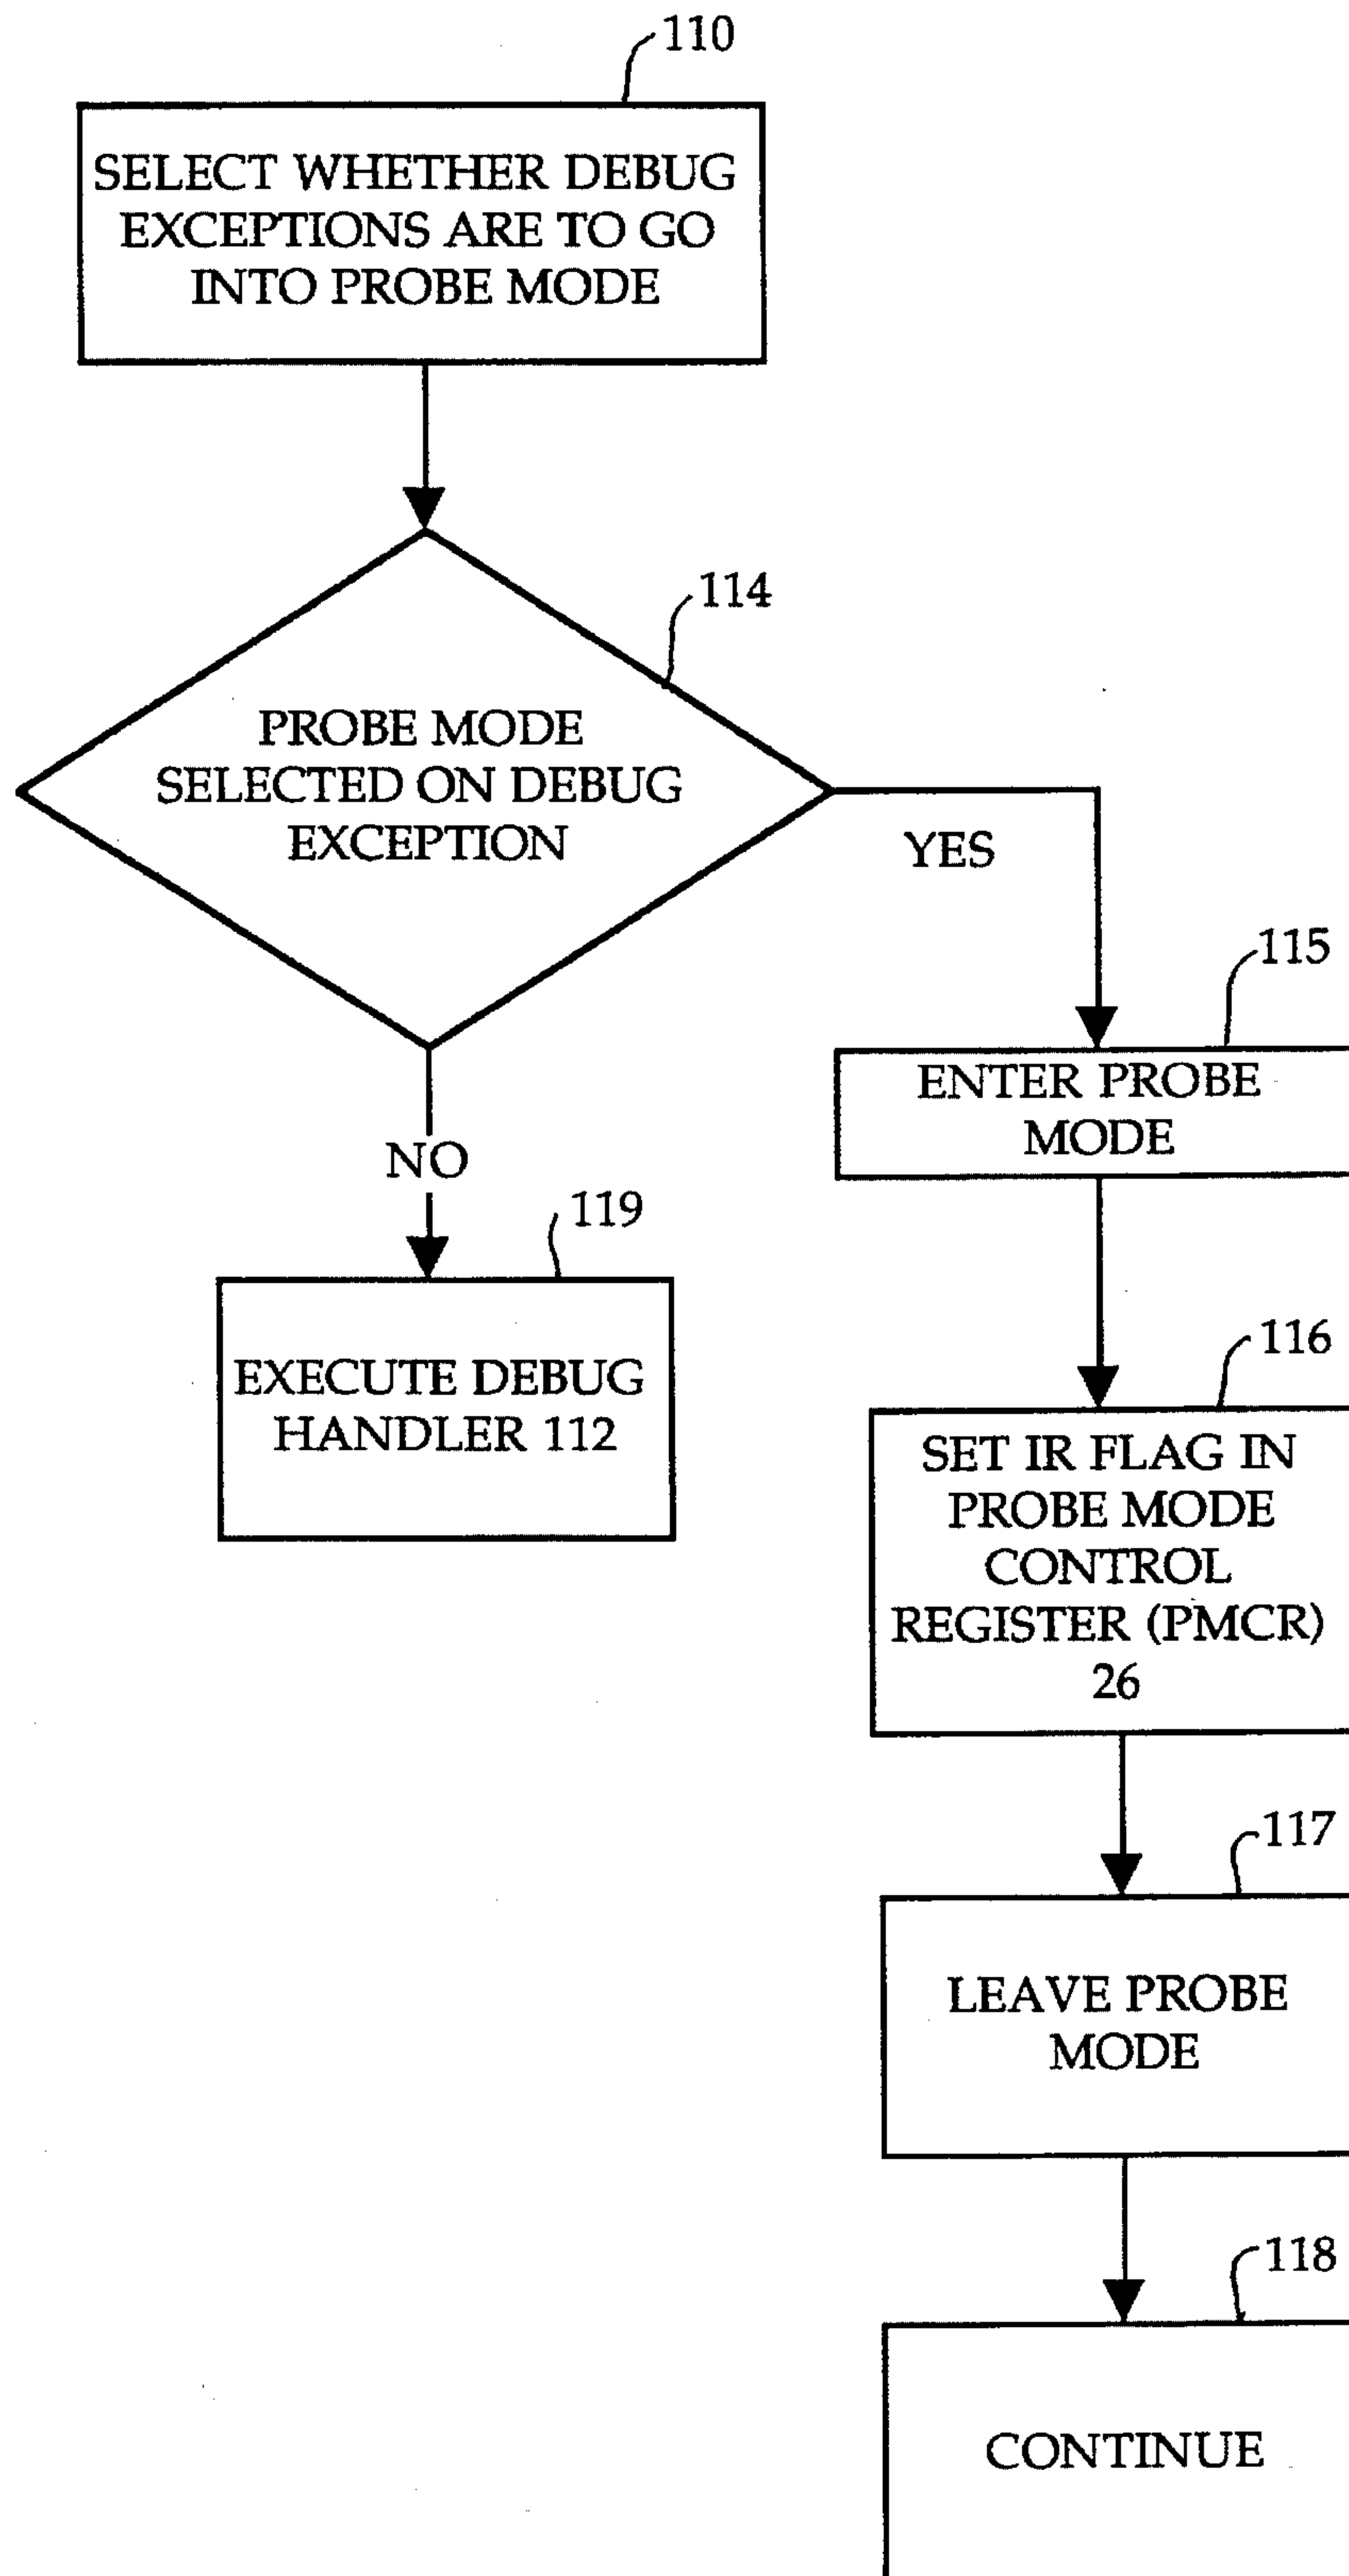 110
SELECT WHETHER DEBUG
EXCEPTIONS ARE TO GO
INTO PROBE MODE
114
PROBE MODE
SELECTED ON DEBUG
EXCEPTION
YES
115
ENTER PROBE
MODE
NO
119
EXECUTE DEBUG
HANDLER 112
116
SET IR FLAG IN
PROBE MODE
CONTROL
REGISTER (PMCR)
26
117
LEAVE PROBE
MODE
118
CONTINUE